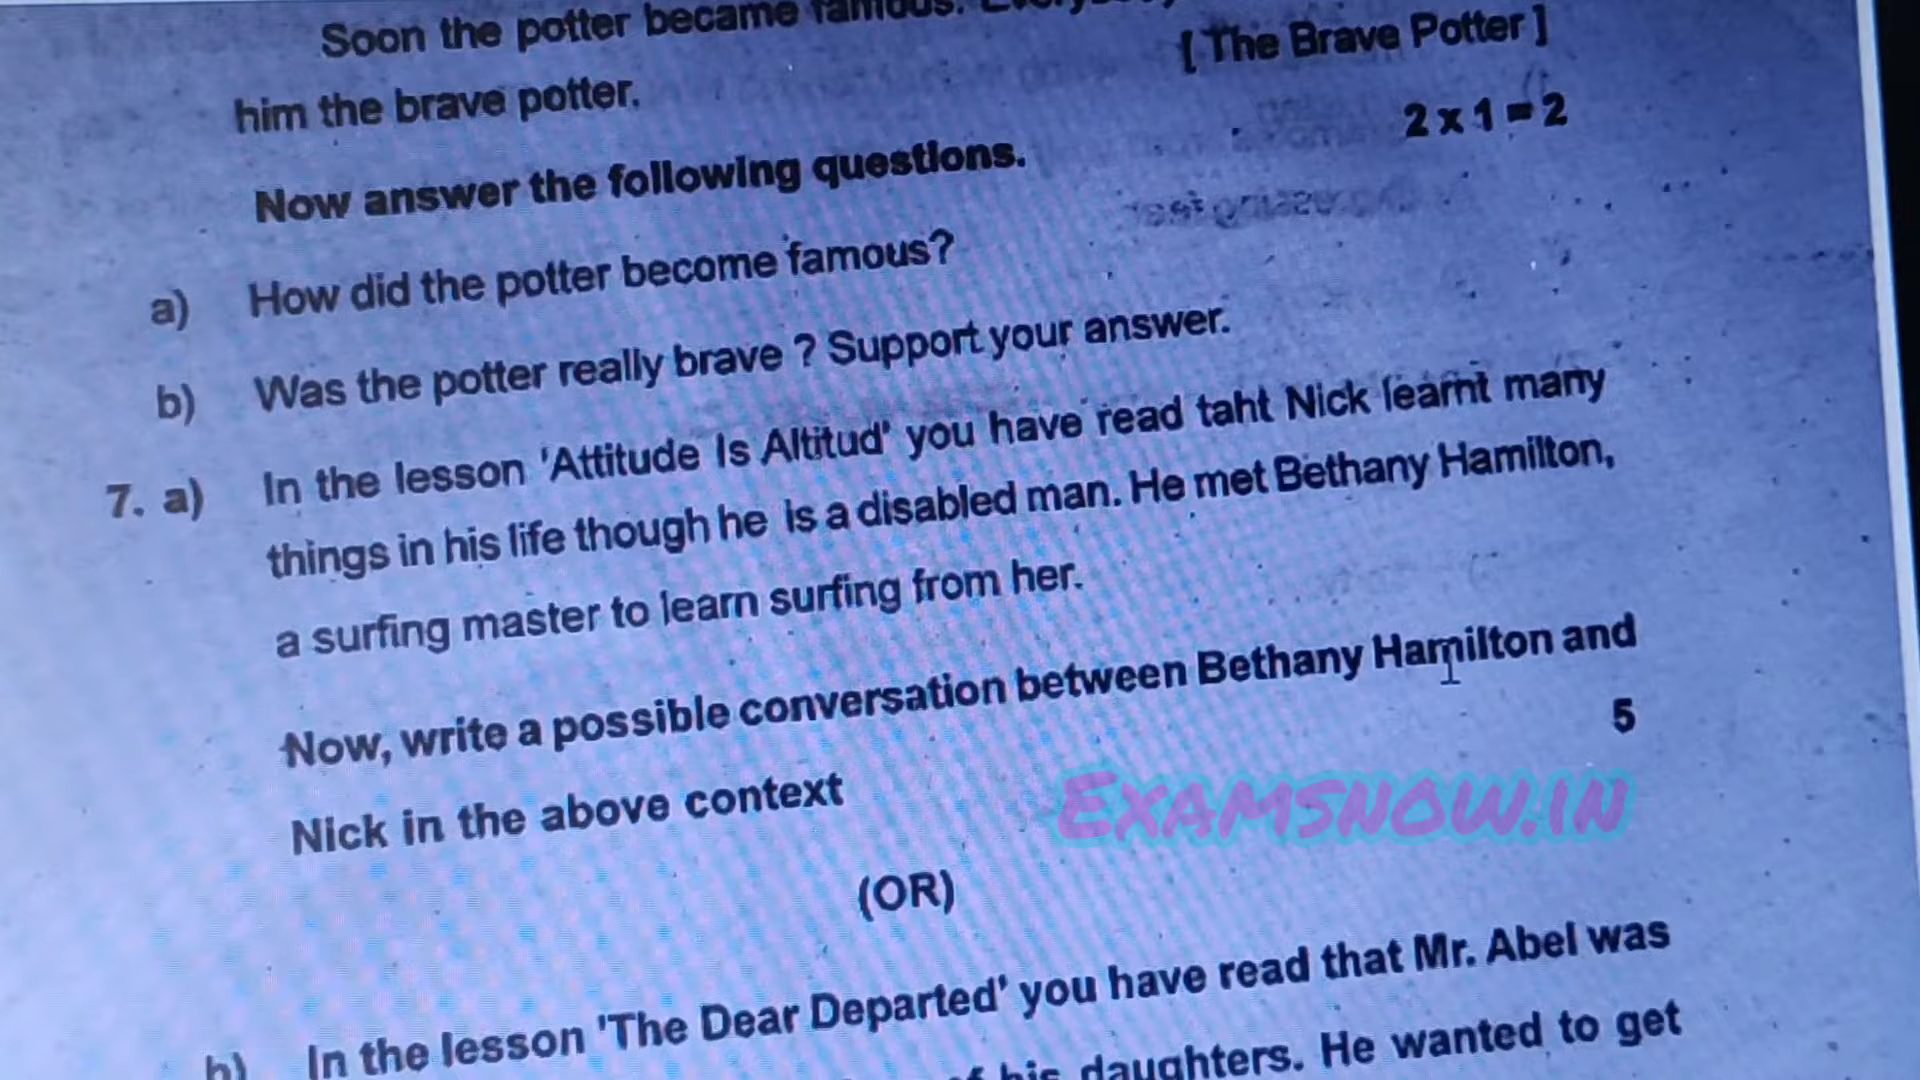 Soon the potter became famous.
[ The Brave Potter ]
him the brave potter.
2 x 1 = 2
Now answer the following questions.
a) How did the potter become famous?
b) Was the potter really brave ? Support your answer.
7. a) In the lesson 'Attitude Is Altitud' you have read taht Nick learnt many
things in his life though he is a disabled man. He met Bethany Hamilton,
a surfing master to learn surfing from her.
Now, write a possible conversation between Bethany Hamilton and
5
Nick in the above context
EXAMSNOW.IN
(OR)
b) In the lesson 'The Dear Departed' you have read that Mr. Abel was
his daughters. He wanted to get